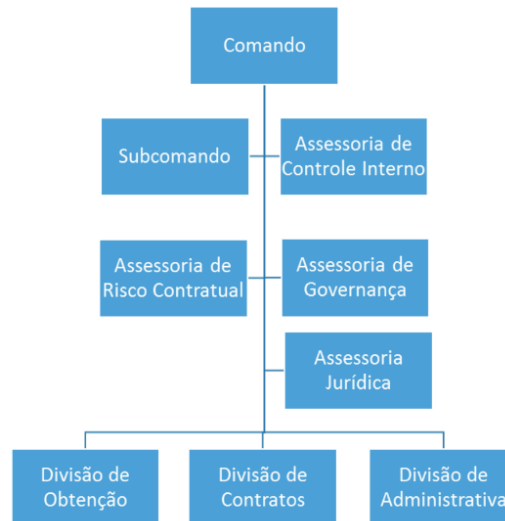 Comando
Subcomando
Assessoria de
Controle Interno
Assessoria de
Risco Contratual
Assessoria de
Governança
Assessoria
Jurídica
Divisão de
Obtenção
Divisão de
Contratos
Divisão de
Administrativa